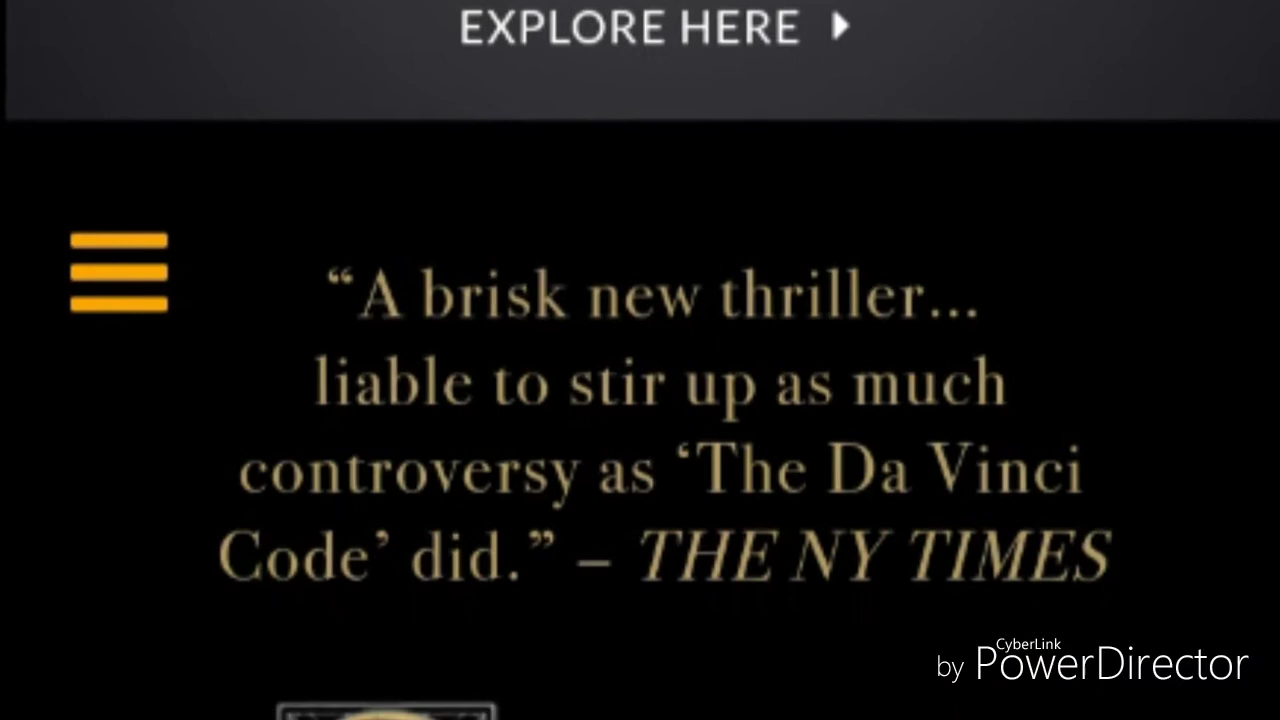 EXPLORE HERE
“A brisk new thriller...
liable to stir up as much
controversy as ‘The Da Vinci
Code’ did.” – THE NY TIMES
CyberLink
by PowerDirector